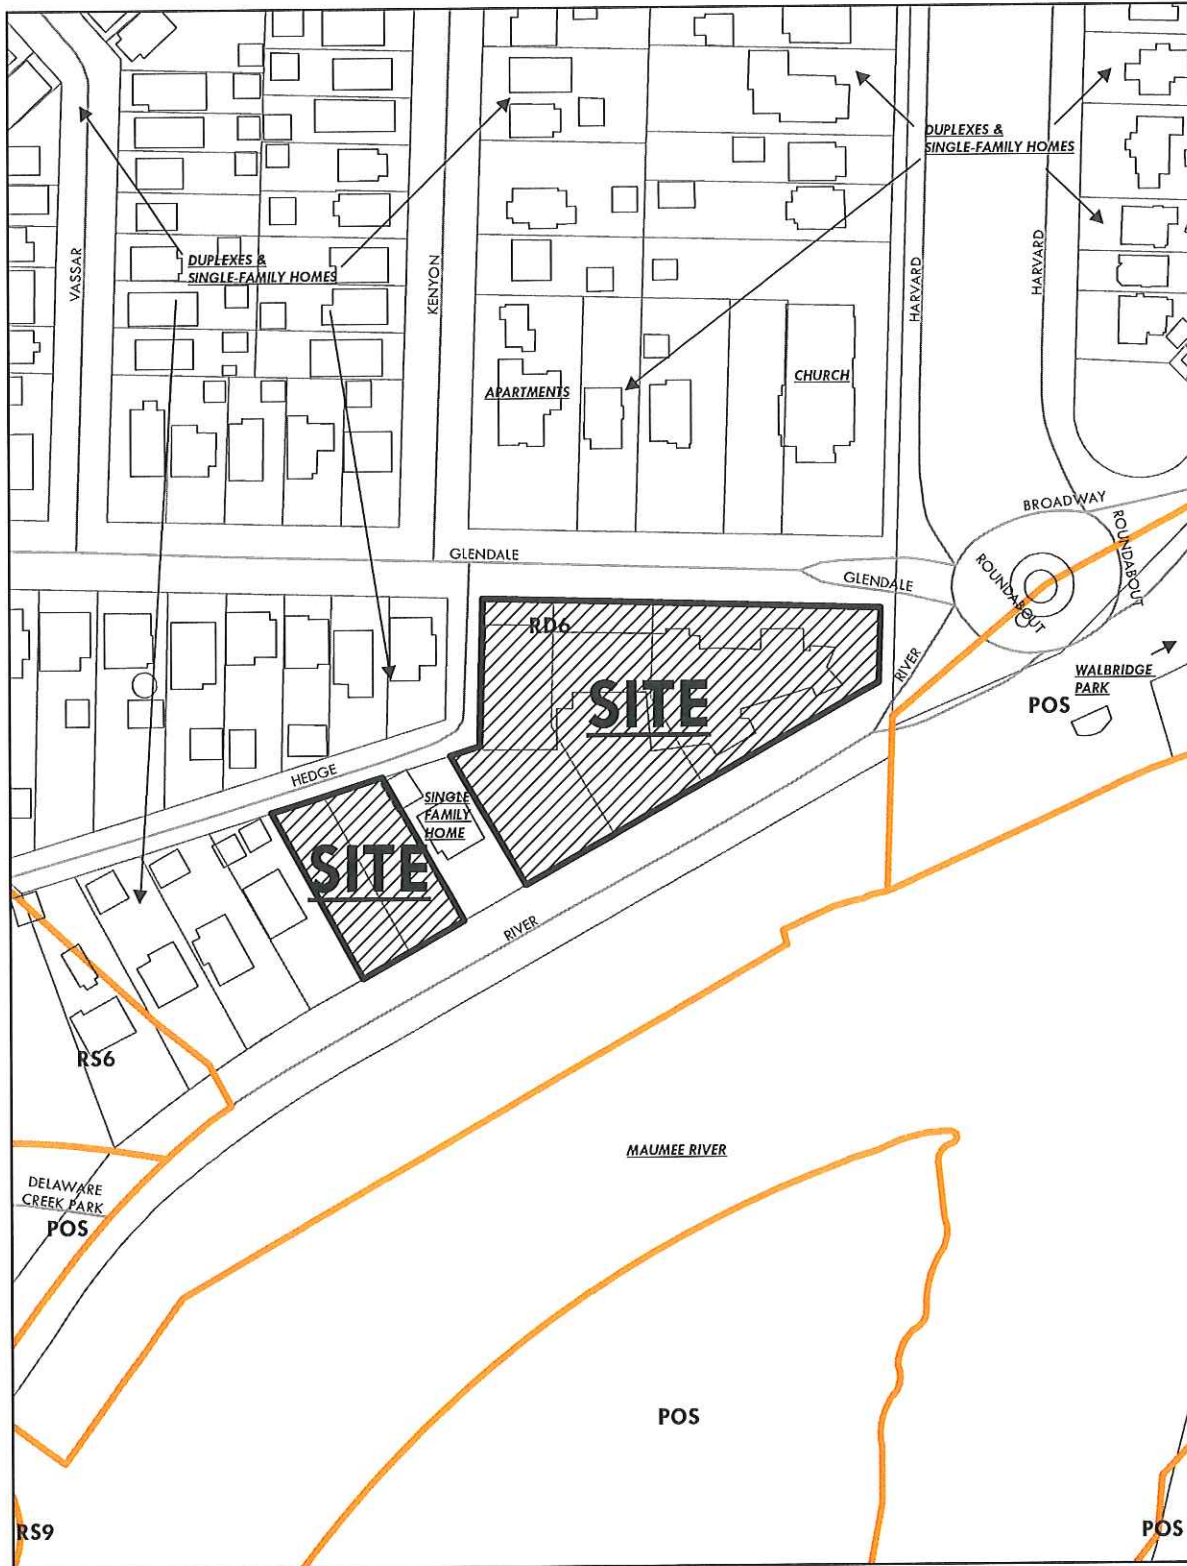 DUPLEXES &
SINGLE-FAMILY HOMES
VASSAR
DUPLEXES &
SINGLE-FAMILY HOMES
KENYON
HARVARD
HARVARD
APARTMENTS
CHURCH
BROADWAY
ROUNDABOUT
GLENDALE
GLENDALE
ROUNDABOUT
RD6
SITE
RIVER
WALBRIDGE
PARK
POS
HEDGE
SINGLE
FAMILY
HOME
SITE
RIVER
RS6
MAUMEE RIVER
DELAWARE
CREEK PARK
POS
POS
RS9
POS